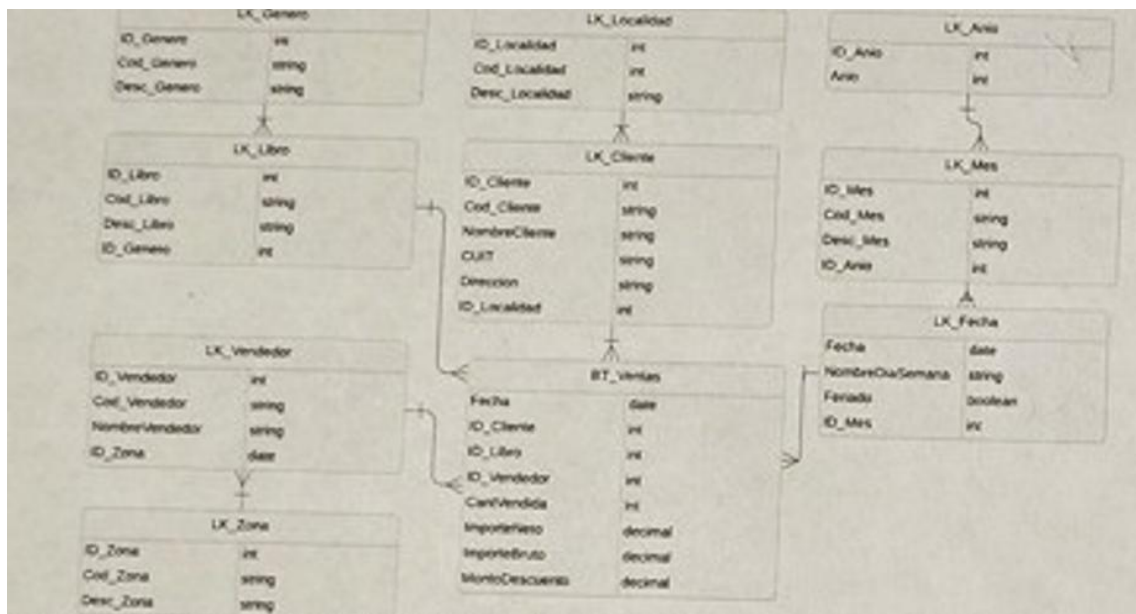 LK_Genero
ID_Genero int
Cod_Genero string
Desc_Genero string
LK_Localidad
ID_Localidad int
Cod_Localidad int
Desc_Localidad string
LK_Anio
ID_Anio int
Anio int
LK_Libro
ID_Libro int
Cod_Libro string
Desc_Libro string
ID_Genero int
LK_Cliente
ID_Cliente int
Cod_Cliente string
NombreCliente string
CUIT string
Direccion string
ID_Localidad int
LK_Mes
ID_Mes int
Cod_Mes string
Desc_Mes string
ID_Anio int
LK_Vendedor
ID_Vendedor int
Cod_Vendedor string
NombreVendedor string
ID_Zona date
BT_Ventas
Fecha date
ID_Cliente int
ID_Libro int
ID_Vendedor int
CantVendida int
ImporteNeto decimal
ImporteBruto decimal
MontoDescuento decimal
LK_Fecha
Fecha date
NombreDiaSemana string
Feriado boolean
ID_Mes int
LK_Zona
ID_Zona int
Cod_Zona string
Desc_Zona string